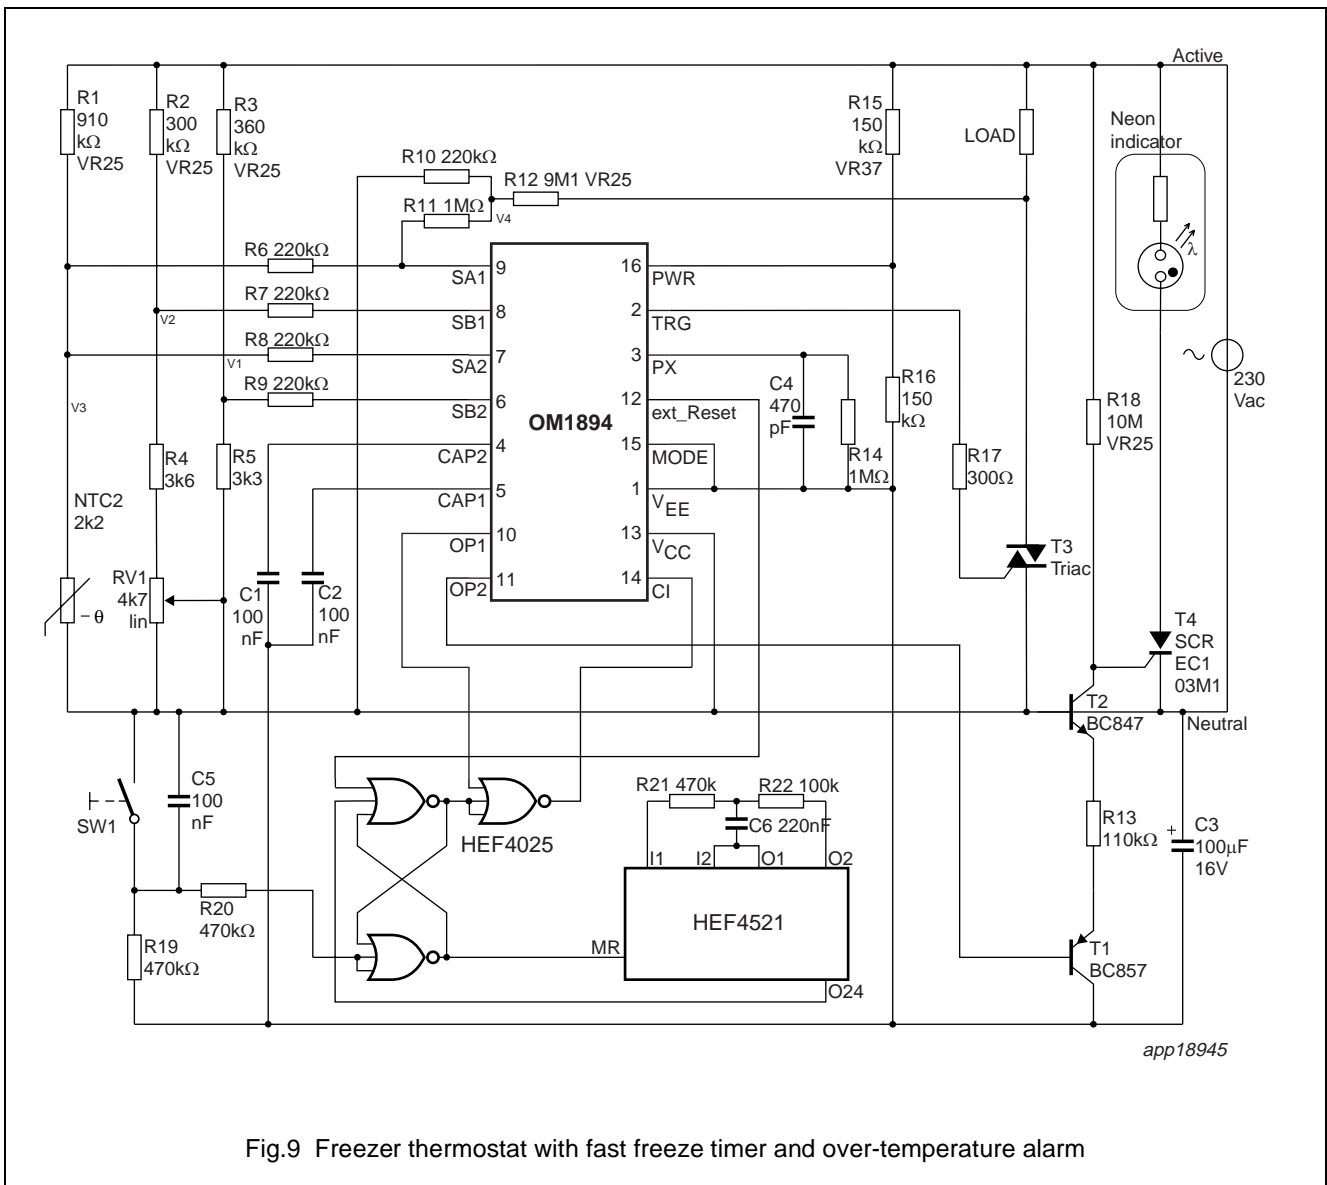 Active
R1
910
kΩ
VR25
R2
300
kΩ
VR25
R3
360
kΩ
VR25
R15
150
kΩ
VR37
LOAD
Neon
indicator
λ
R10 220kΩ
R12 9M1 VR25
R11 1MΩ
V4
R6 220kΩ
9
SA1
16
PWR
R7 220kΩ
V2
8
SB1
2
TRG
R8 220kΩ
V1
7
SA2
3
PX
R9 220kΩ
V3
6
SB2
12
ext_Reset
OM1894
C4
470
pF
R16
150
kΩ
R18
10M
VR25
230
Vac
R4
3k6
R5
3k3
4
CAP2
15
MODE
R14
1MΩ
R17
300Ω
NTC2
2k2
5
CAP1
1
VEE
10
OP1
13
VCC
T3
Triac
RV1
4k7
lin
−θ
C1
100
nF
C2
100
nF
11
OP2
14
CI
T4
SCR
EC1
03M1
T2
BC847
Neutral
SW1
C5
100
nF
HEF4025
R21 470k
R22 100k
C6 220nF
R13
110kΩ
+
C3
100μF
16V
I1
I2
O1
O2
R20
470kΩ
HEF4521
R19
470kΩ
MR
O24
T1
BC857
app18945
Fig.9 Freezer thermostat with fast freeze timer and over-temperature alarm